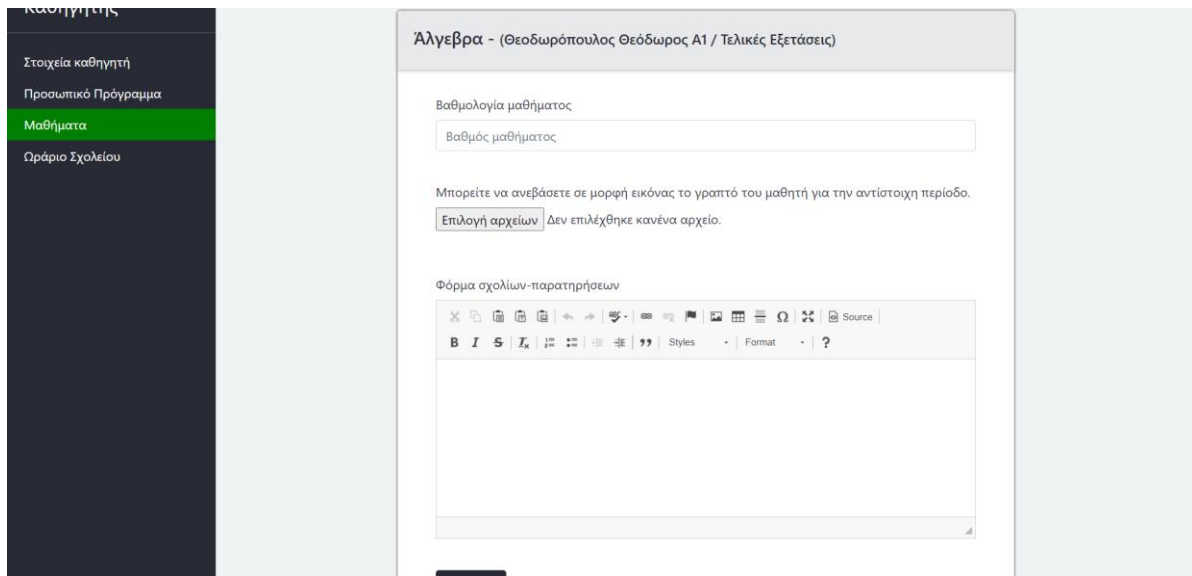 Καθηγητής
Στοιχεία καθηγητή
Προσωπικό Πρόγραμμα
Μαθήματα
Ωράριο Σχολείου
Άλγεβρα - (Θεοδωρόπουλος Θεόδωρος Α1 / Τελικές Εξετάσεις)
Βαθμολογία μαθήματος
Βαθμός μαθήματος
Μπορείτε να ανεβάσετε σε μορφή εικόνας το γραπτό του μαθητή για την αντίστοιχη περίοδο.
Επιλογή αρχείων Δεν επιλέχθηκε κανένα αρχείο.
Φόρμα σχολίων-παρατηρήσεων
Source
Styles Format ?